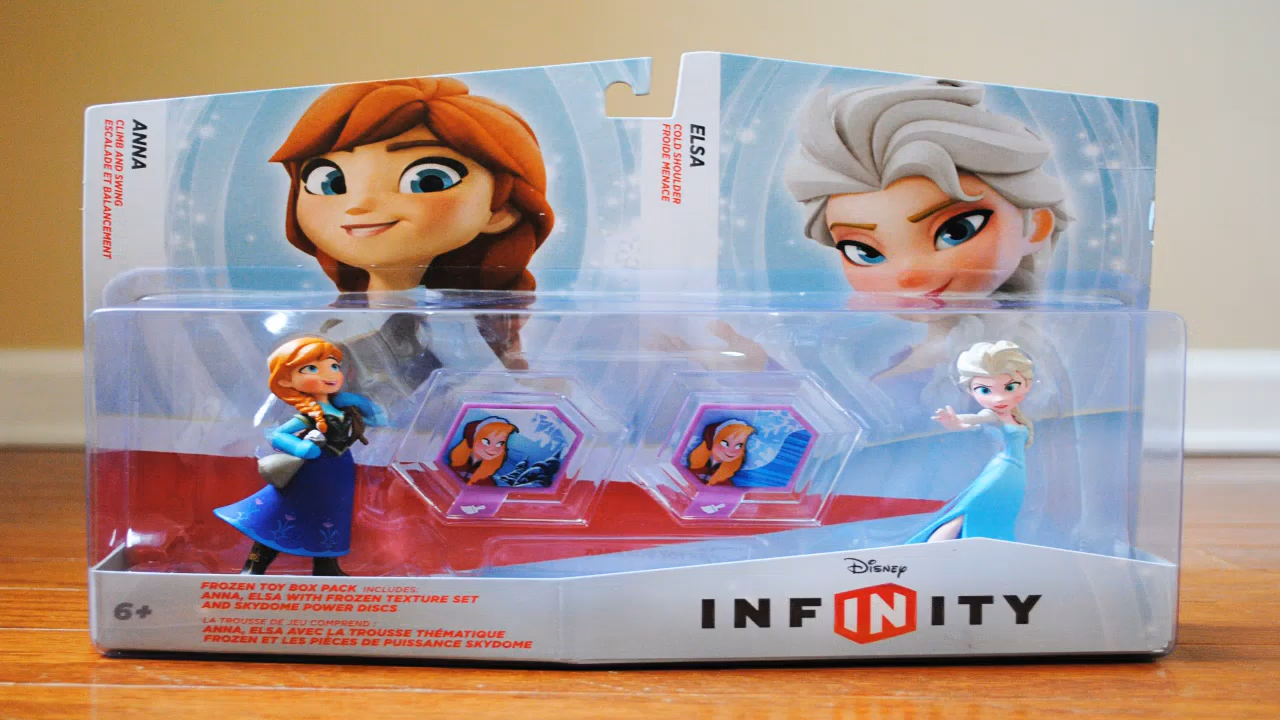 ANNA
CLIMB AND SWING
ESCALADE ET BALANCEMENT
ELSA
COLD SHOULDER
FROIDE MENACE
6+
FROZEN TOY BOX PACK INCLUDES:
ANNA, ELSA WITH FROZEN TEXTURE SET
AND SKYDOME POWER DISCS
LA TROUSSE DE JEU COMPREND :
ANNA, ELSA AVEC LA TROUSSE THÉMATIQUE
FROZEN ET LES PIÈCES DE PUISSANCE SKYDOME
DISNEY
INFINITY